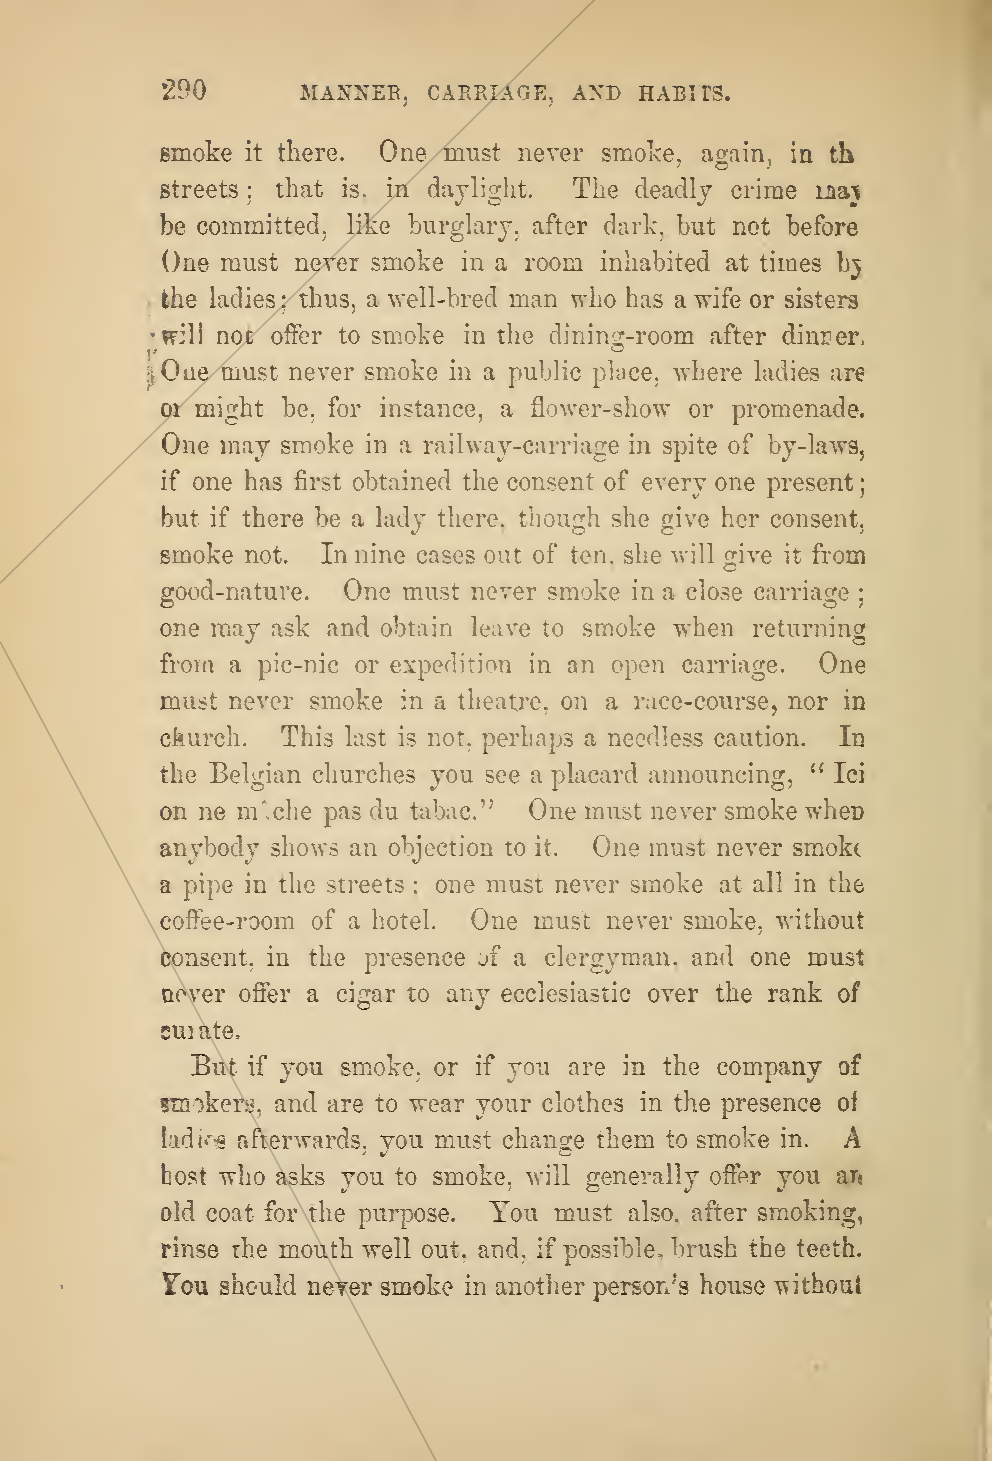 290 MANNER, CARRIAGE, AND HABITS.
smoke it there. One must never smoke, again, in th
streets; that is, in daylight. The deadly crime may
be committed, like burglary, after dark, but not before
One must never smoke in a room inhabited at times by
the ladies; thus, a well-bred man who has a wife or sisters
will not offer to smoke in the dining-room after dinner.
One must never smoke in a public place, where ladies are
or might be, for instance, a flower-show or promenade.
One may smoke in a railway-carriage in spite of by-laws,
if one has first obtained the consent of every one present;
but if there be a lady there, though she give her consent,
smoke not. In nine cases out of ten, she will give it from
good-nature. One must never smoke in a close carriage;
one may ask and obtain leave to smoke when returning
from a pic-nic or expedition in an open carriage. One
must never smoke in a theatre, on a race-course, nor in
church. This last is not, perhaps a needless caution. In
the Belgian churches you see a placard announcing, “Ici
on ne mâche pas du tabac.” One must never smoke when
anybody shows an objection to it. One must never smoke
a pipe in the streets; one must never smoke at all in the
coffee-room of a hotel. One must never smoke, without
consent, in the presence of a clergyman, and one must
never offer a cigar to any ecclesiastic over the rank of
curate.
But if you smoke, or if you are in the company of
smokers, and are to wear your clothes in the presence of
ladies afterwards, you must change them to smoke in. A
host who asks you to smoke, will generally offer you an
old coat for the purpose. You must also, after smoking,
rinse the mouth well out, and, if possible, brush the teeth.
You should never smoke in another person's house without